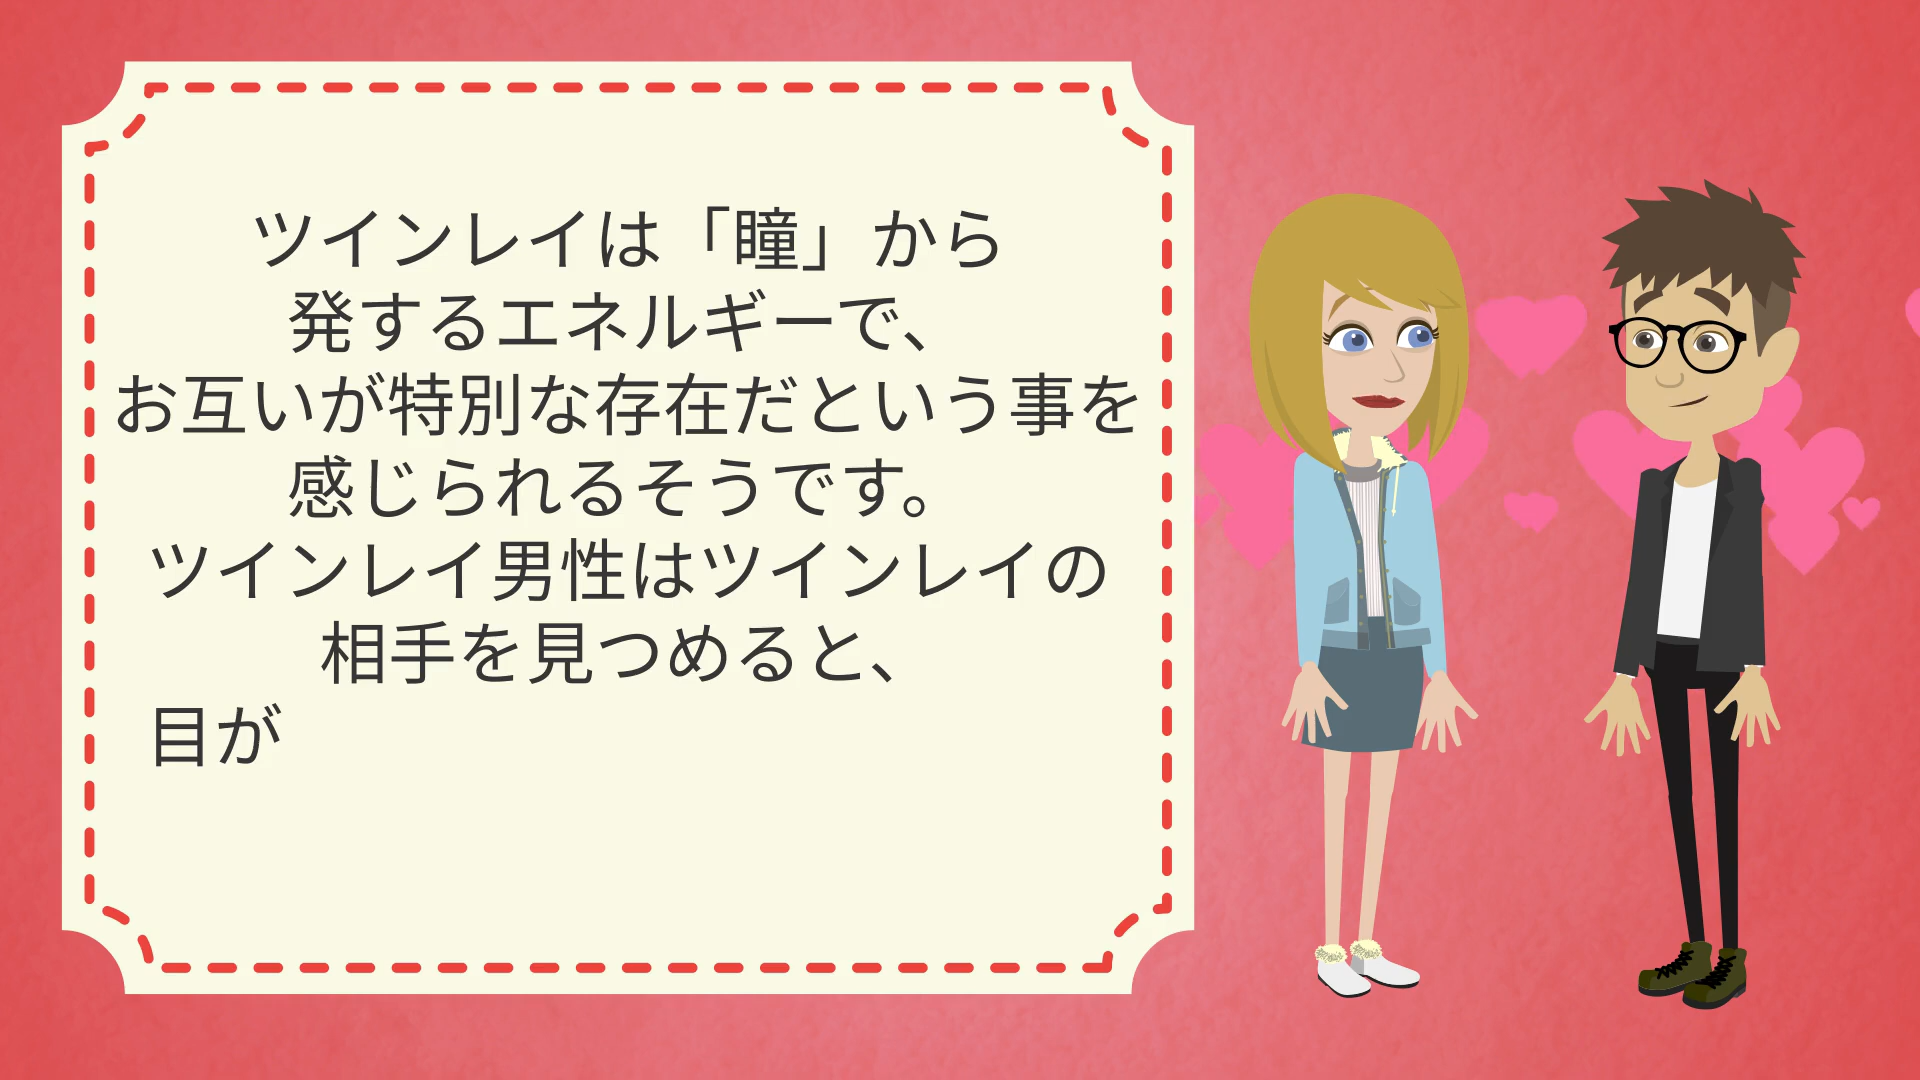 ツインレイは「瞳」から
発するエネルギーで、
お互いが特別な存在だという事を
感じられるそうです。
ツインレイ男性はツインレイの
相手を見つめると、
目が